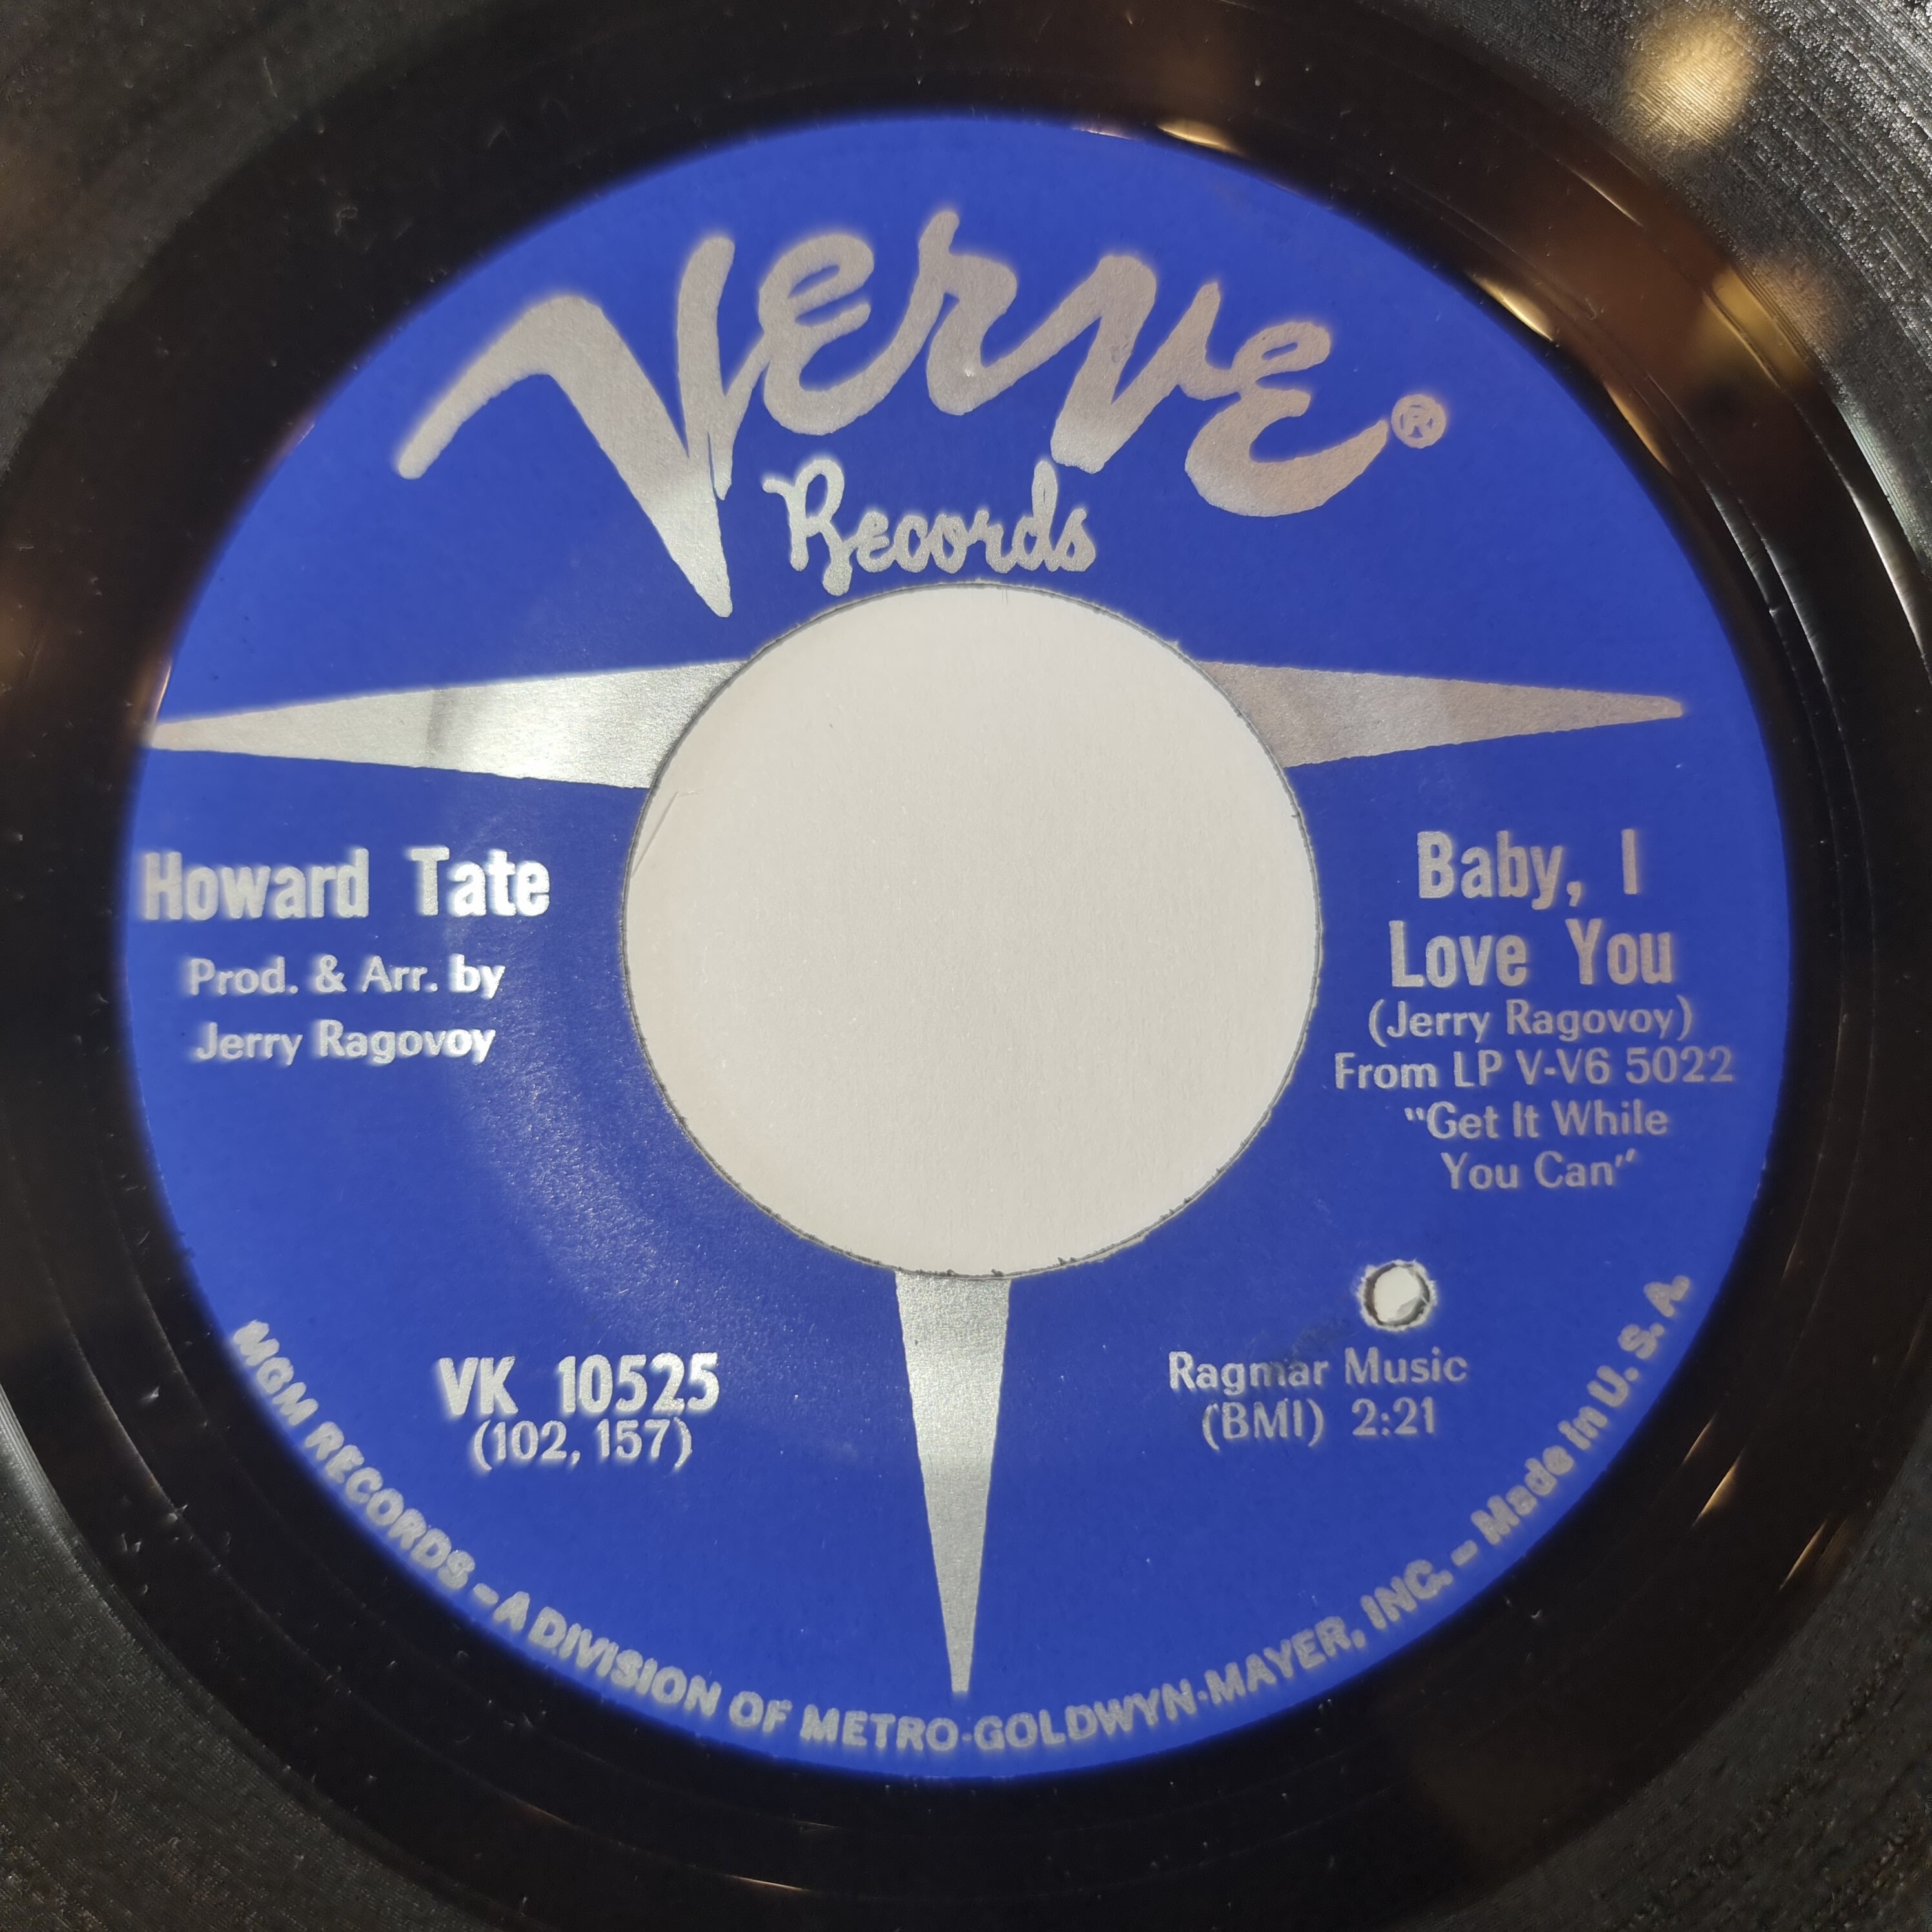 Verve®
Records
Howard Tate
Prod. & Arr. by
Jerry Ragovoy
Baby, I
Love You
(Jerry Ragovoy)
From LP V-V6 5022
"Get It While
You Can"
VK 10525
(102, 157)
Ragmar Music
(BMI) 2:21
MGM RECORDS – A DIVISION OF METRO-GOLDWYN-MAYER, INC. – Made in U. S. A.